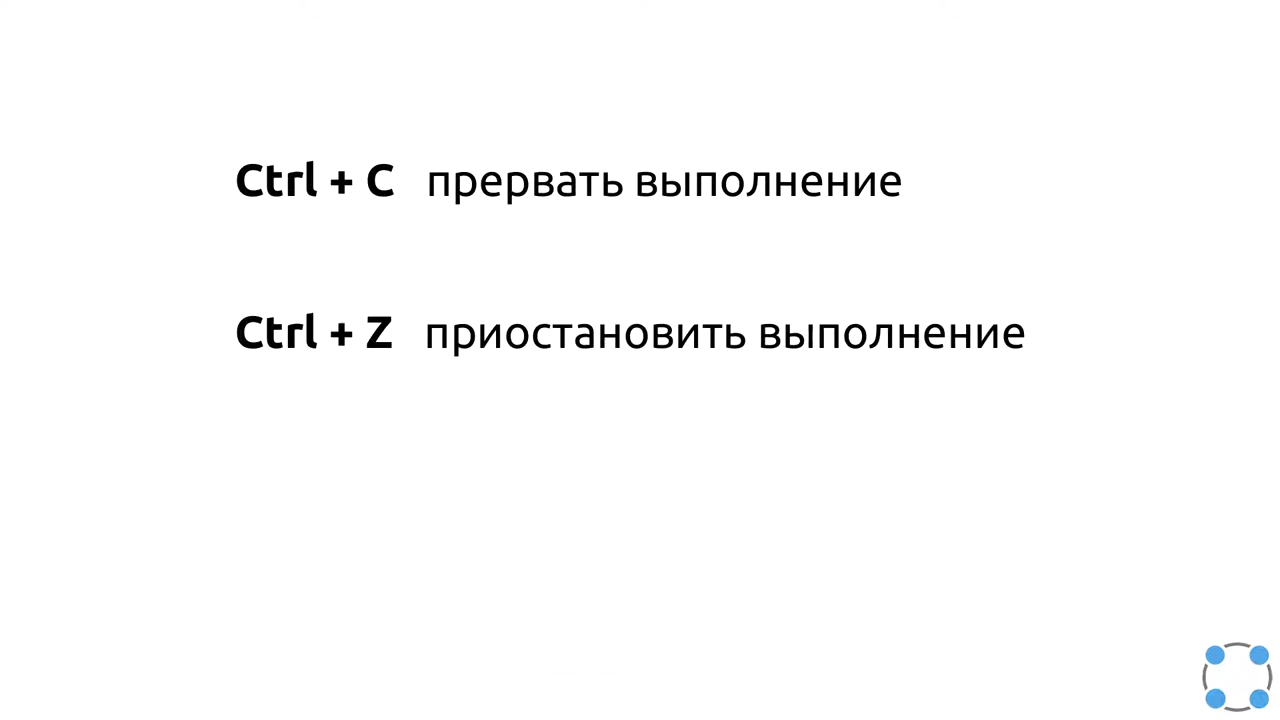 Ctrl + C прервать выполнение
Ctrl + Z приостановить выполнение